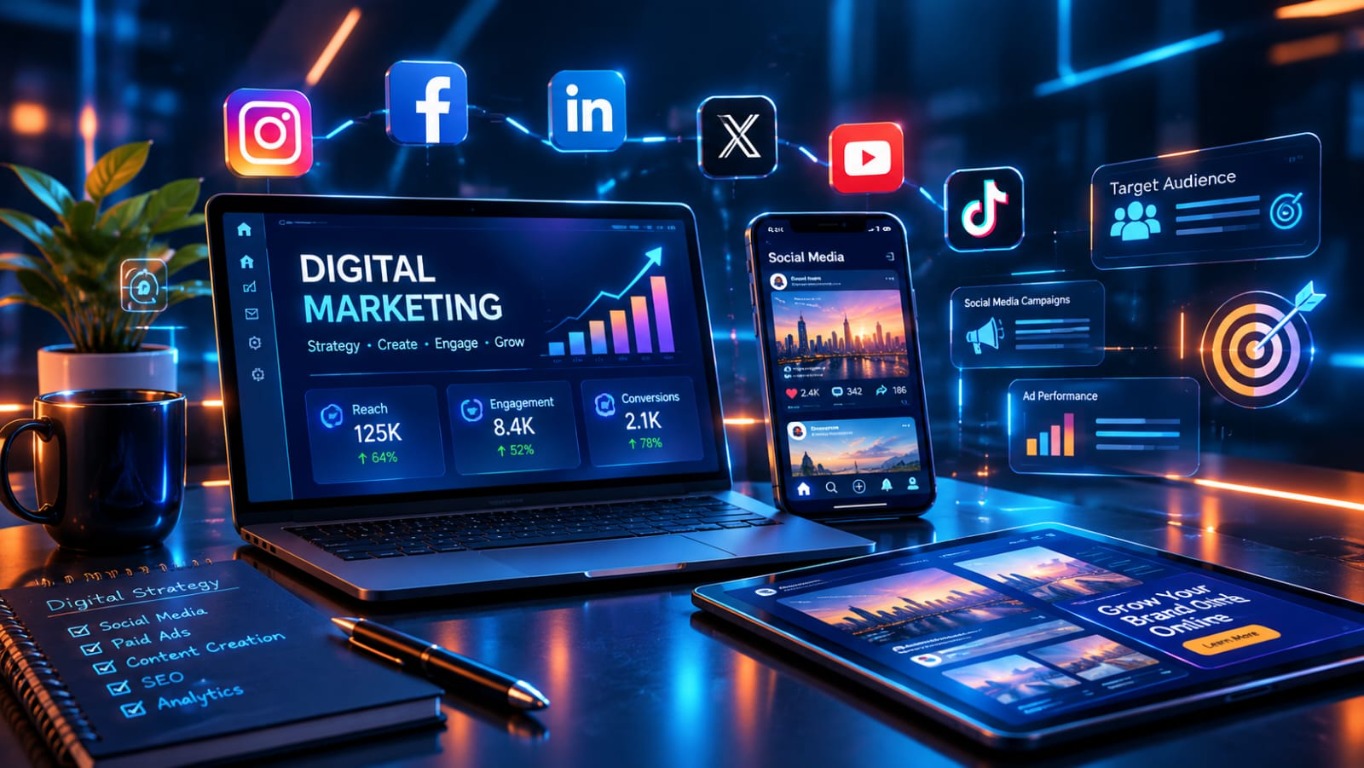 DIGITAL
MARKETING
Strategy • Create • Engage • Grow
Reach
125K
↑ 64%
Engagement
8.4K
↑ 52%
Conversions
2.1K
↑ 78%
Social Media
2.4K
342
186
Target Audience
Social Media Campaigns
Ad Performance
Digital Strategy
Social Media
Paid Ads
Content Creation
SEO
Analytics
Grow Your
Brand
Online
Learn More